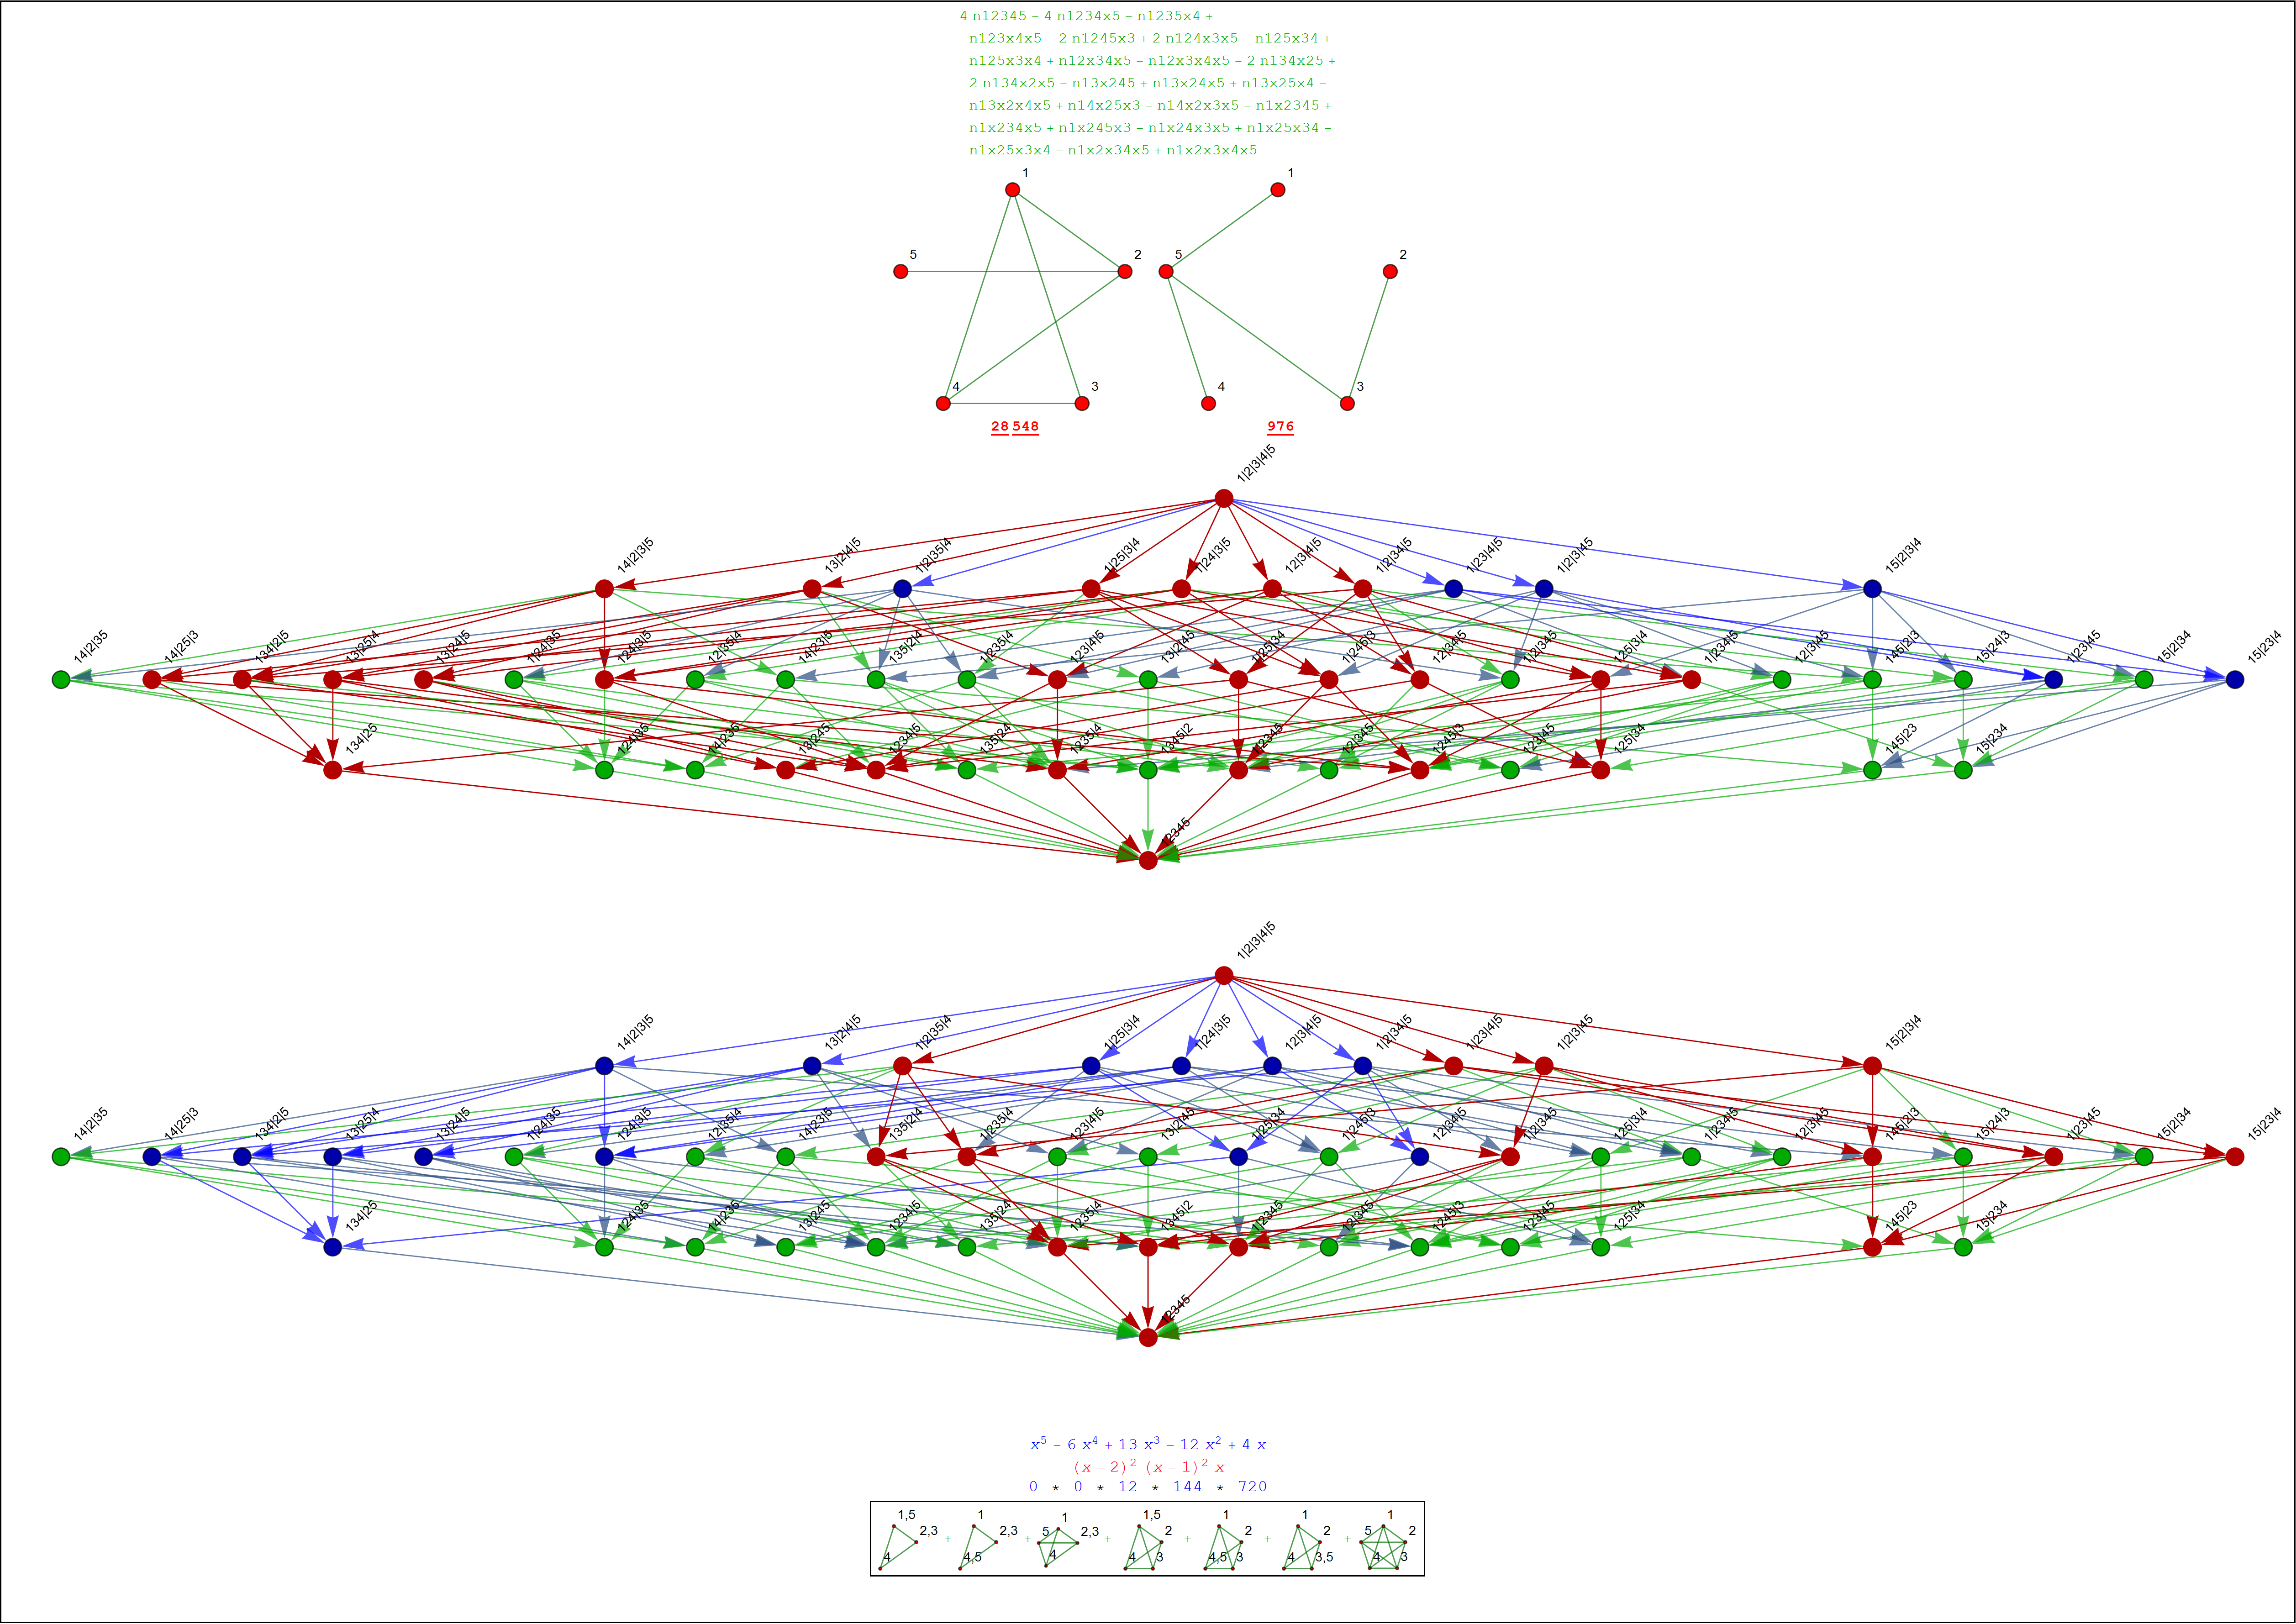 4 n12345 – 4 n1234x5 – n1235x4 +
n123x4x5 – 2 n1245x3 + 2 n124x3x5 – n125x34 +
n125x3x4 + n12x34x5 – n12x3x4x5 – 2 n134x25 +
2 n134x2x5 – n13x245 + n13x24x5 + n13x25x4 –
n13x2x4x5 + n14x25x3 – n14x2x3x5 – n1x2345 +
n1x234x5 + n1x245x3 – n1x24x3x5 + n1x25x34 –
n1x25x3x4 – n1x2x34x5 + n1x2x3x4x5
1 1
5 2 5 2
4 3 4 3
28 548 976
1|2|3|4|5
14|2|3|5 13|2|4|5 1|2|35|4 1|25|3|4 1|24|3|5 12|3|4|5 1|2|34|5 1|23|4|5 1|2|3|45 15|2|3|4
14|2|35 14|25|3 134|2|5 13|25|4 13|24|5 1|24|35 124|3|5 12|35|4 14|23|5 135|2|4 1|235|4 123|4|5 13|2|45 1|25|34 1|245|3 12|34|5 1|2|345 125|3|4 1|234|5 12|3|45 145|2|3 15|24|3 1|23|45 15|2|34 15|23|4
134|25 124|35 14|235 13|245 1234|5 135|24 1235|4 1345|2 1|2345 12|345 1245|3 123|45 125|34 145|23 15|234
12345
1|2|3|4|5
14|2|3|5 13|2|4|5 1|2|35|4 1|25|3|4 1|24|3|5 12|3|4|5 1|2|34|5 1|23|4|5 1|2|3|45 15|2|3|4
14|2|35 14|25|3 134|2|5 13|25|4 13|24|5 1|24|35 124|3|5 12|35|4 14|23|5 135|2|4 1|235|4 123|4|5 13|2|45 1|25|34 1|245|3 12|34|5 1|2|345 125|3|4 1|234|5 12|3|45 145|2|3 15|24|3 1|23|45 15|2|34 15|23|4
134|25 124|35 14|235 13|245 1234|5 135|24 1235|4 1345|2 1|2345 12|345 1245|3 123|45 125|34 145|23 15|234
12345
x⁵ – 6 x⁴ + 13 x³ – 12 x² + 4 x
(x – 2)² (x – 1)² x
0 * 0 * 12 * 144 * 720
1,5 2,3 4 + 1 2,3 4,5 + 1 5 2,3 4 + 1,5 2 4 3 + 1 2 4,5 3 + 1 2 4 3,5 + 1 5 2 4 3